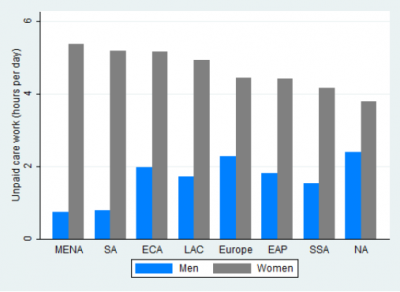 Unpaid care work (hours per day)
6
4
2
0
MENA SA ECA LAC Europe EAP SSA NA
Men Women